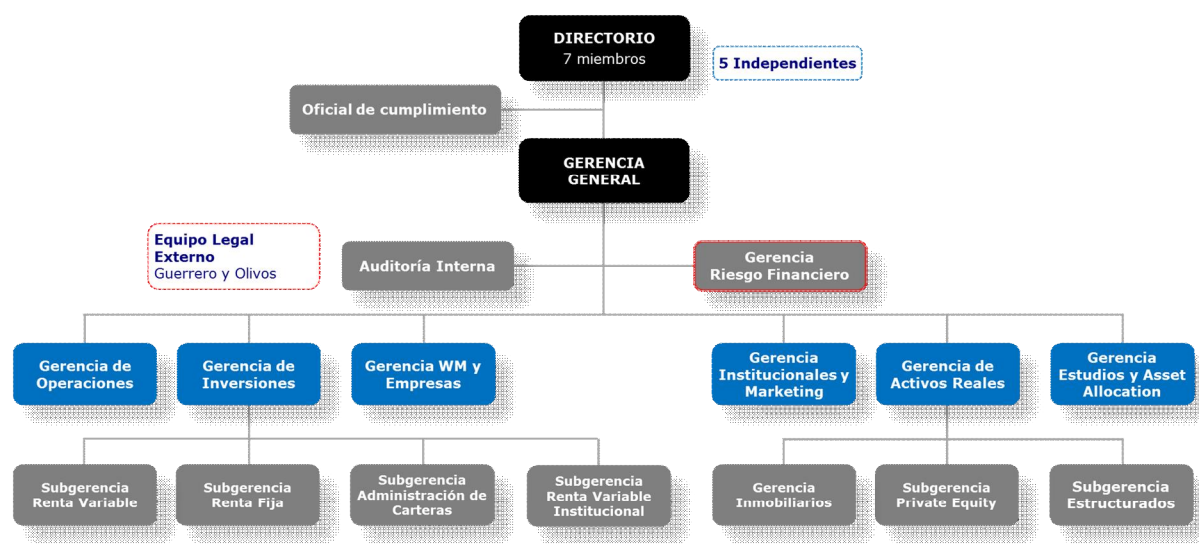 DIRECTORIO
7 miembros
5 Independientes
Oficial de cumplimiento
GERENCIA
GENERAL
Equipo Legal
Externo
Guerrero y Olivos
Auditoría Interna
Gerencia
Riesgo Financiero
Gerencia de
Operaciones
Gerencia de
Inversiones
Gerencia WM y
Empresas
Gerencia
Institucionales y
Marketing
Gerencia de
Activos Reales
Gerencia
Estudios y Asset
Allocation
Subgerencia
Renta Variable
Subgerencia
Renta Fija
Subgerencia
Administración de
Carteras
Subgerencia
Renta Variable
Institucional
Gerencia
Inmobiliarios
Subgerencia
Private Equity
Subgerencia
Estructurados